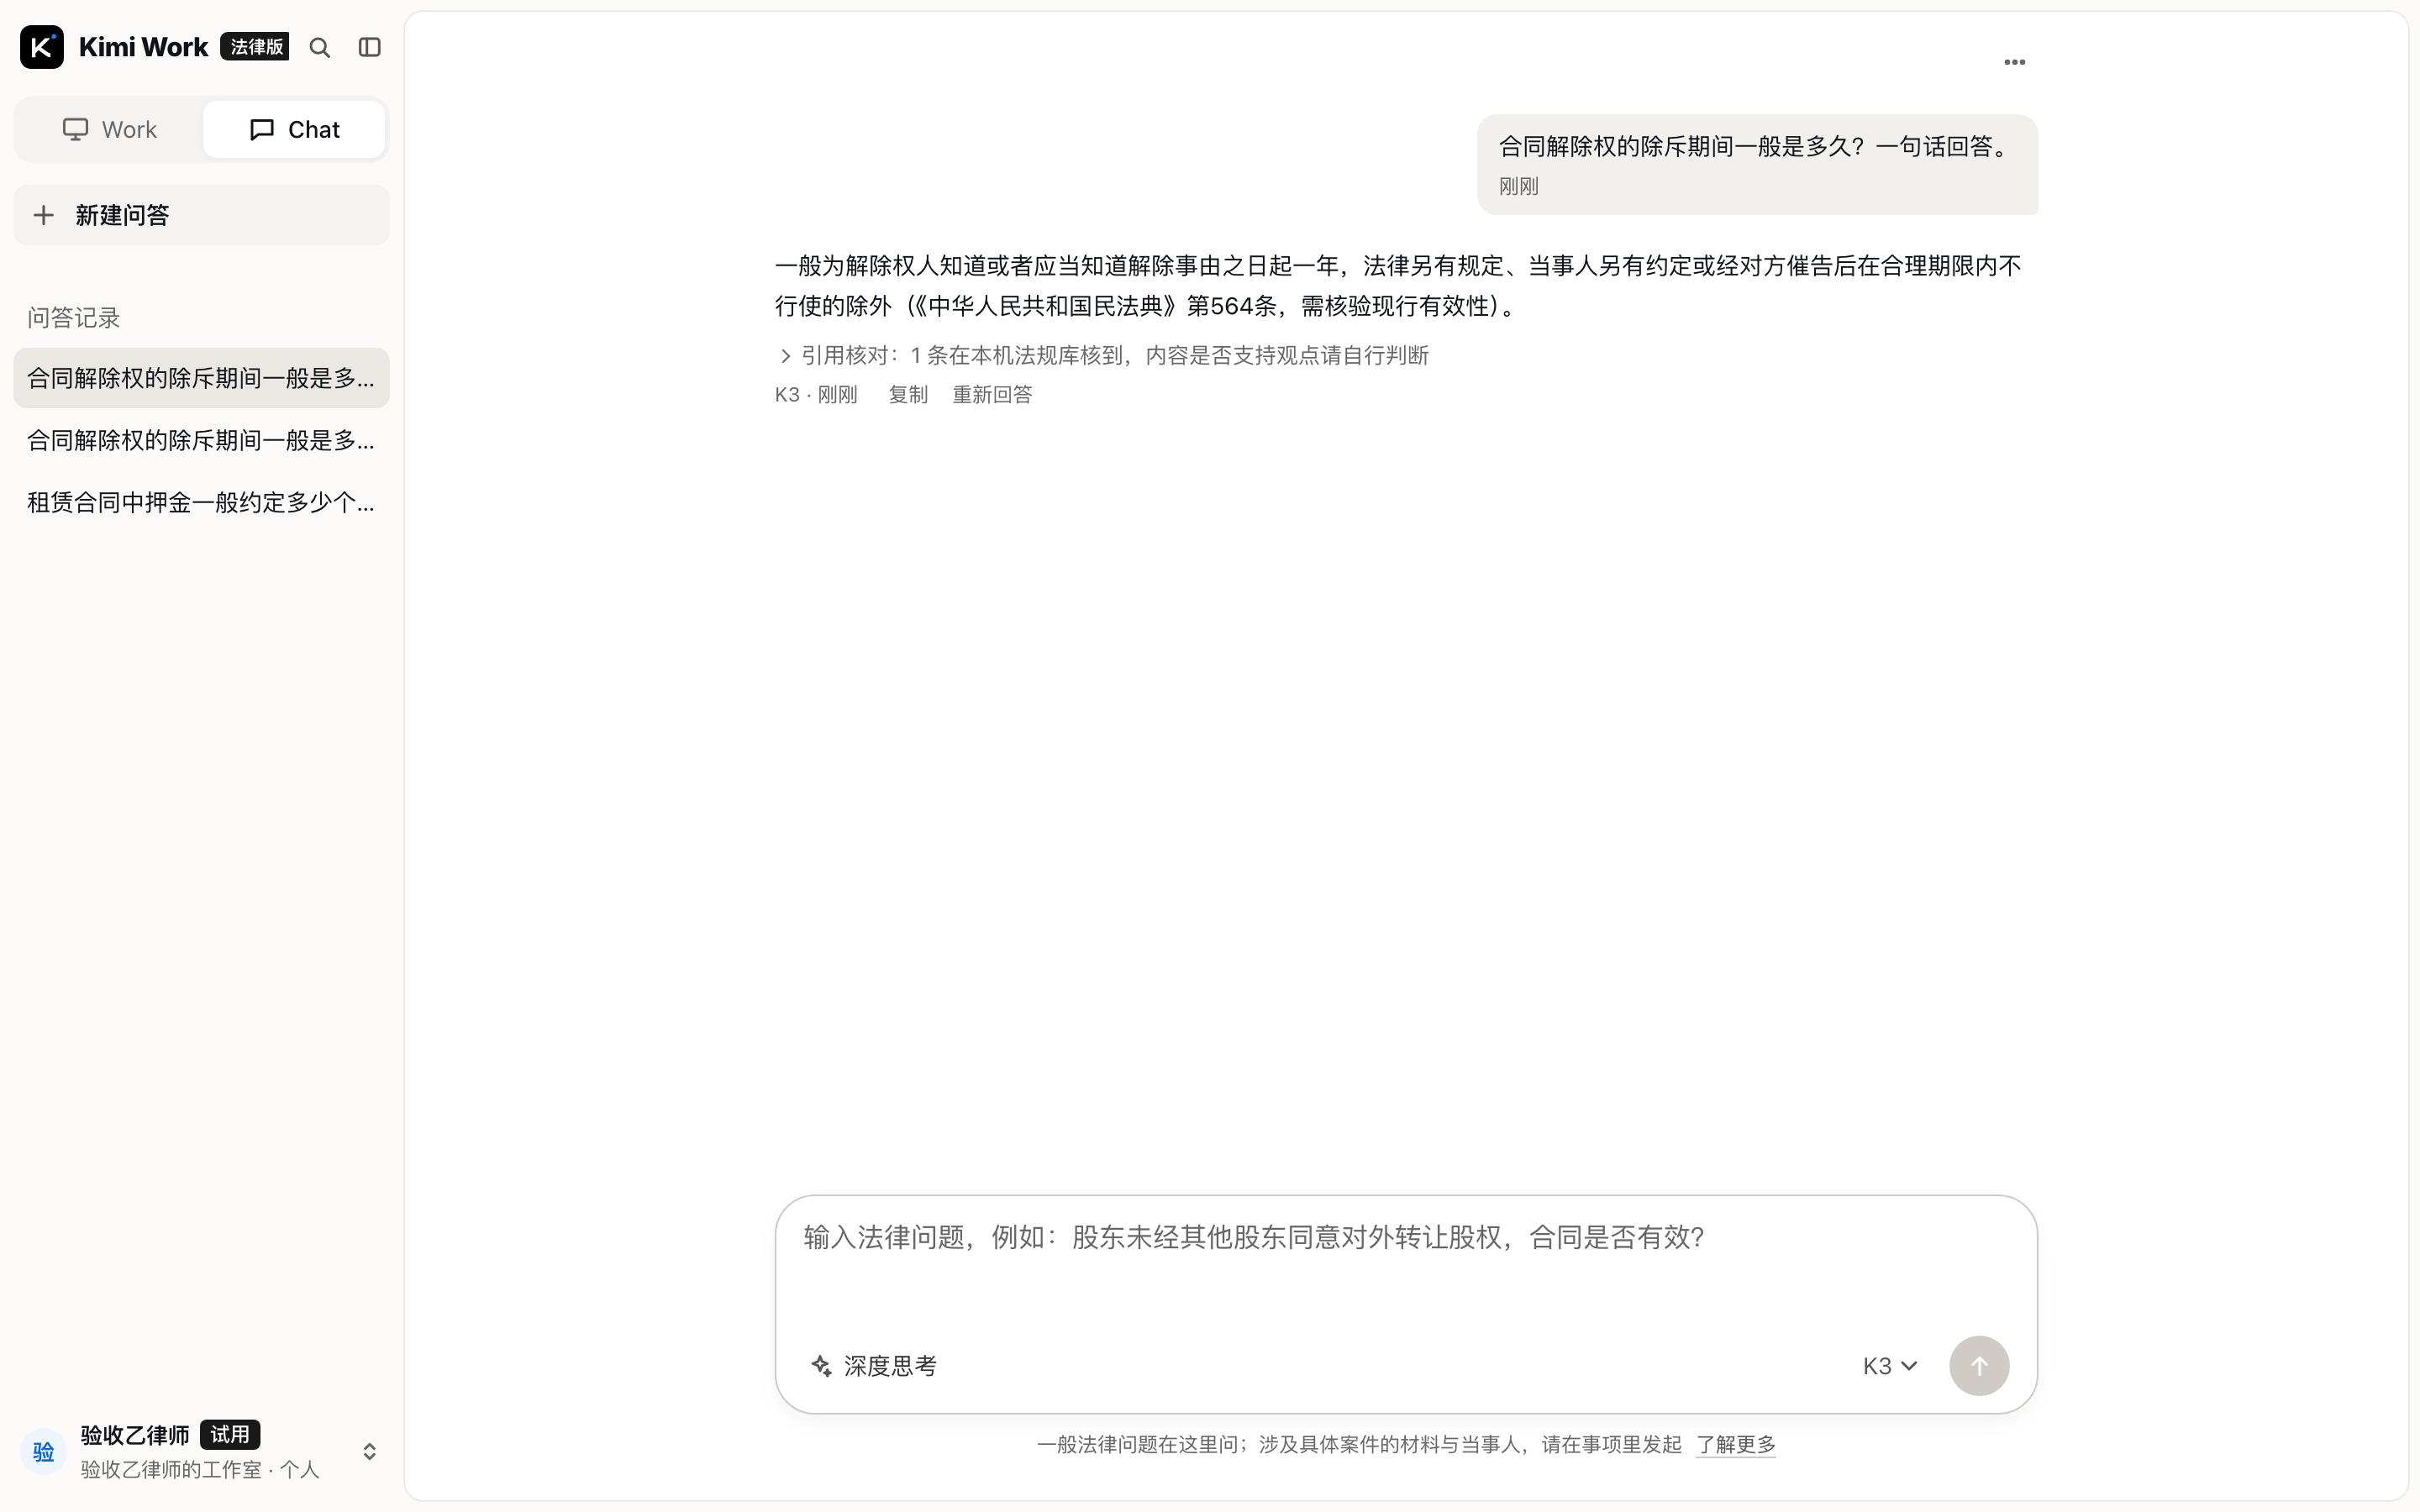 Kimi Work 法律版
Work
Chat
新建问答
问答记录
合同解除权的除斥期间一般是多...
合同解除权的除斥期间一般是多...
租赁合同中押金一般约定多少个...
验
验收乙律师 试用
验收乙律师的工作室 · 个人
合同解除权的除斥期间一般是多久？一句话回答。
刚刚
一般为解除权人知道或者应当知道解除事由之日起一年，法律另有规定、当事人另有约定或经对方催告后在合理期限内不
行使的除外（《中华人民共和国民法典》第564条，需核验现行有效性）。
引用核对：1 条在本机法规库核到，内容是否支持观点请自行判断
K3 · 刚刚 复制 重新回答
输入法律问题，例如：股东未经其他股东同意对外转让股权，合同是否有效?
深度思考
K3
一般法律问题在这里问；涉及具体案件的材料与当事人，请在事项里发起 了解更多